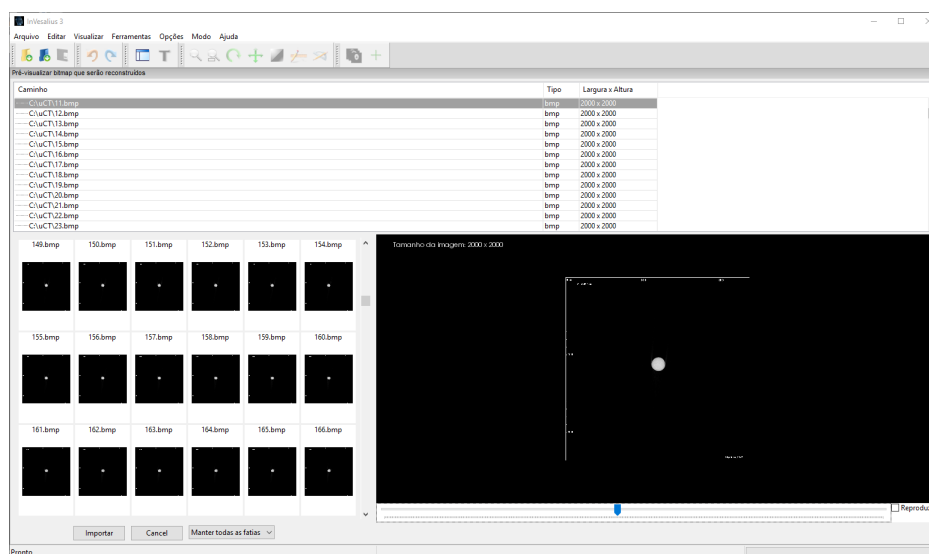 InVesalius 3
Arquivo Editar Visualizar Ferramentas Opções Modo Ajuda
Pré-visualizar bitmap que serão reconstruídos
Caminho Tipo Largura x Altura
C:\uCT\11.bmp bmp 2000 x 2000
C:\uCT\12.bmp bmp 2000 x 2000
C:\uCT\13.bmp bmp 2000 x 2000
C:\uCT\14.bmp bmp 2000 x 2000
C:\uCT\15.bmp bmp 2000 x 2000
C:\uCT\16.bmp bmp 2000 x 2000
C:\uCT\17.bmp bmp 2000 x 2000
C:\uCT\18.bmp bmp 2000 x 2000
C:\uCT\19.bmp bmp 2000 x 2000
C:\uCT\20.bmp bmp 2000 x 2000
C:\uCT\21.bmp bmp 2000 x 2000
C:\uCT\22.bmp bmp 2000 x 2000
C:\uCT\23.bmp bmp 2000 x 2000
149.bmp 150.bmp 151.bmp 152.bmp 153.bmp 154.bmp
155.bmp 156.bmp 157.bmp 158.bmp 159.bmp 160.bmp
161.bmp 162.bmp 163.bmp 164.bmp 165.bmp 166.bmp
Tamanho da imagem: 2000 x 2000
Reproduz
Importar Cancel Manter todas as fatias
Pronto